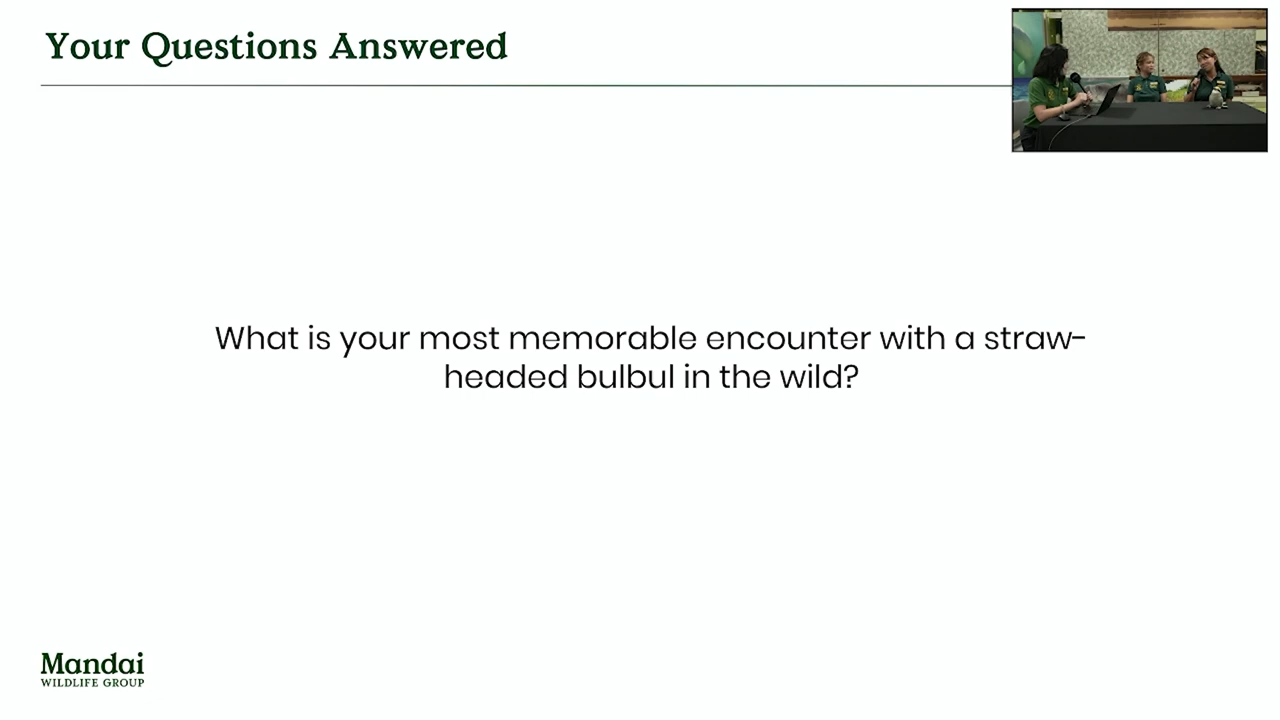 Your Questions Answered
What is your most memorable encounter with a straw-
headed bulbul in the wild?
Mandai
WILDLIFE GROUP